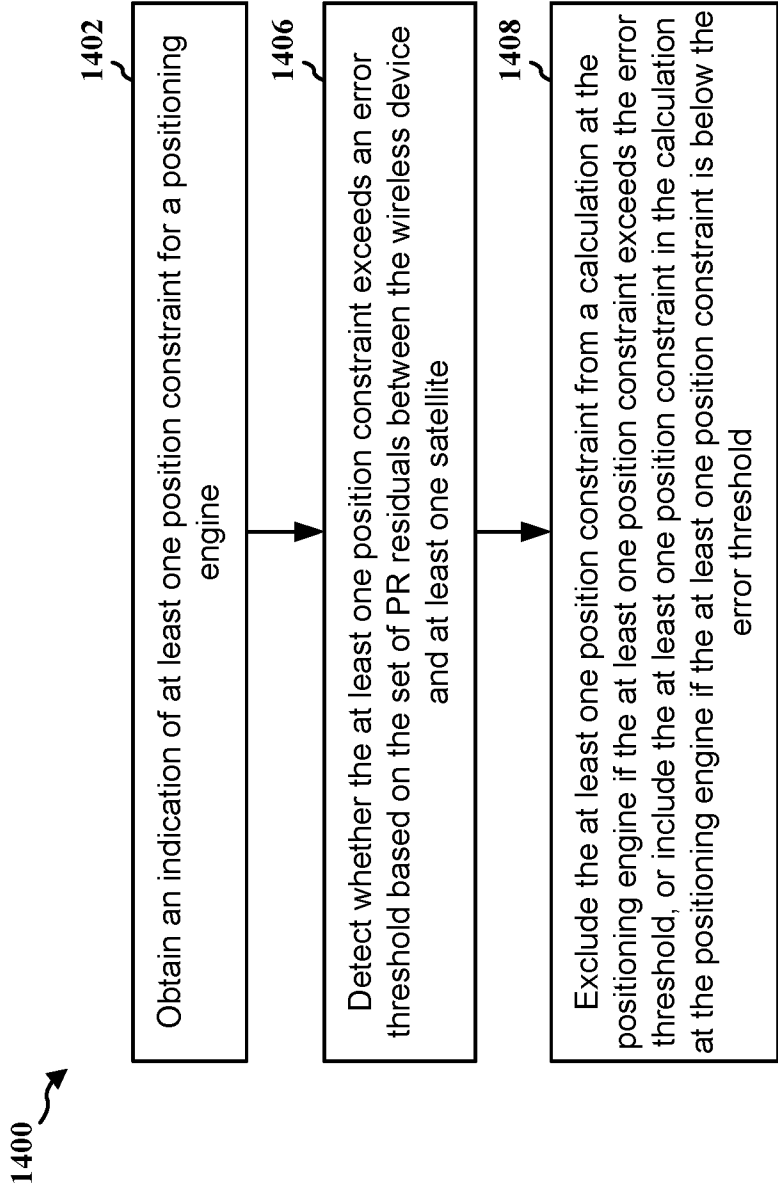 1400
1402
Obtain an indication of at least one position constraint for a positioning
engine
1406
Detect whether the at least one position constraint exceeds an error
threshold based on the set of PR residuals between the wireless device
and at least one satellite
1408
Exclude the at least one position constraint from a calculation at the
positioning engine if the at least one position constraint exceeds the error
threshold, or include the at least one position constraint in the calculation
at the positioning engine if the at least one position constraint is below the
error threshold